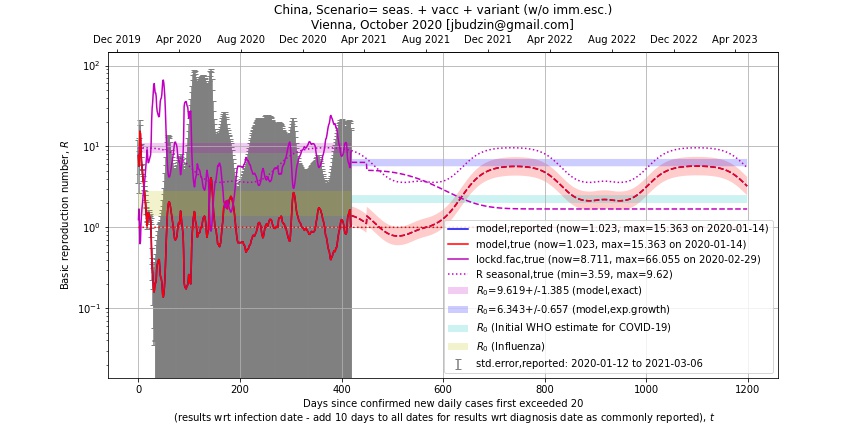 China, Scenario= seas. + vacc + variant (w/o imm.esc.)
Vienna, October 2020 [jbudzin@gmail.com]
Dec 2019 Apr 2020 Aug 2020 Dec 2020 Apr 2021 Aug 2021 Dec 2021 Apr 2022 Aug 2022 Dec 2022 Apr 2023
Basic reproduction number, R
10²
10¹
10⁰
10⁻¹
model,reported (now=1.023, max=15.363 on 2020-01-14)
model,true (now=1.023, max=15.363 on 2020-01-14)
lockd.fac,true (now=8.711, max=66.055 on 2020-02-29)
R seasonal,true (min=3.59, max=9.62)
R₀=9.619+/-1.385 (model,exact)
R₀=6.343+/-0.657 (model,exp.growth)
R₀ (Initial WHO estimate for COVID-19)
R₀ (Influenza)
std.error,reported: 2020-01-12 to 2021-03-06
0 200 400 600 800 1000 1200
Days since confirmed new daily cases first exceeded 20
(results wrt infection date - add 10 days to all dates for results wrt diagnosis date as commonly reported), t